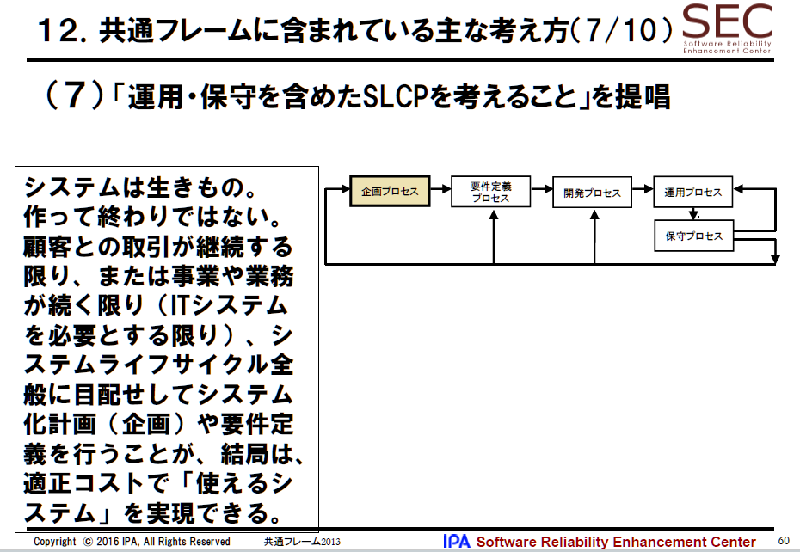 12. 共通フレームに含まれている主な考え方(7/10)
SEC
Software Reliability
Enhancement Center
(7)「運用・保守を含めたSLCPを考えること」を提唱
システムは生きもの。
作って終わりではない。
顧客との取引が継続する
限り、または事業や業務
が続く限り(ITシステム
を必要とする限り)、シ
ステムライフサイクル全
般に目配せしてシステム
化計画(企画)や要件定
義を行うことが、結局は、
適正コストで「使えるシ
ステム」を実現できる。
企画プロセス
要件定義
プロセス
開発プロセス
運用プロセス
保守プロセス
Copyright © 2016 IPA, All Rights Reserved
共通フレーム2013
IPA Software Reliability Enhancement Center
60